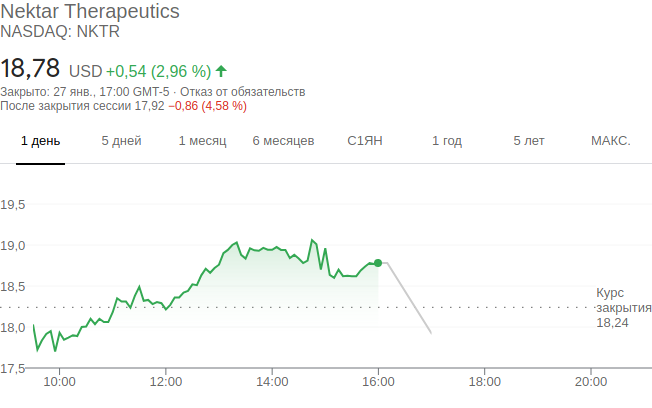 Nektar Therapeutics
NASDAQ: NKTR
18,78 USD +0,54 (2,96 %)
Закрыто: 27 янв., 17:00 GMT-5 · Отказ от обязательств
После закрытия сессии 17,92 −0,86 (4,58 %)
1 день 5 дней 1 месяц 6 месяцев С1ЯН 1 год 5 лет МАКС.
19,5
19,0
18,5
Курс
закрытия
18,24
18,0
17,5
10:00 12:00 14:00 16:00 18:00 20:00